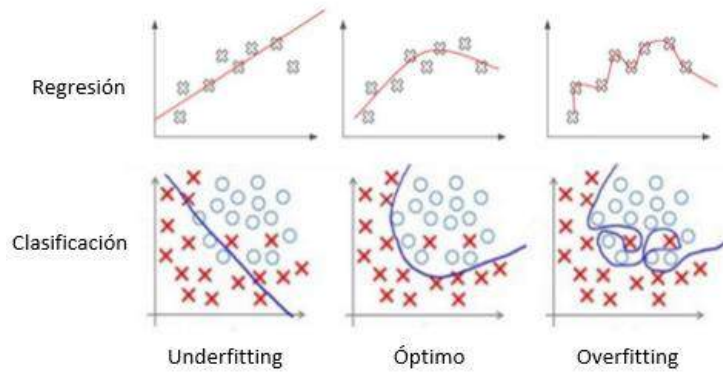 Regresión
Clasificación
Underfitting
Óptimo
Overfitting